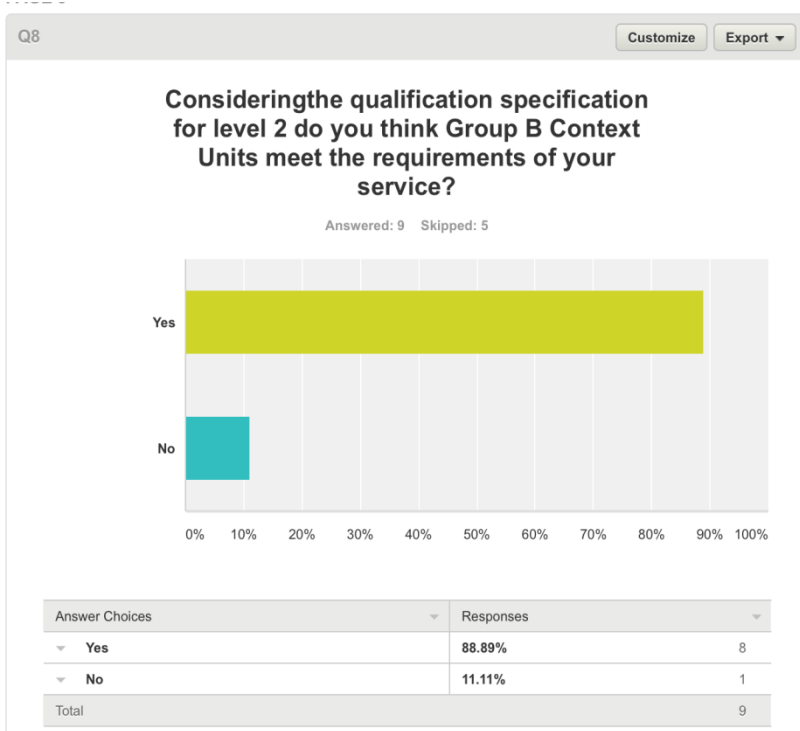 Q8
Customize
Export
Consideringthe qualification specification
for level 2 do you think Group B Context
Units meet the requirements of your
service?
Answered: 9 Skipped: 5
Yes
No
0% 10% 20% 30% 40% 50% 60% 70% 80% 90% 100%
Answer Choices Responses
Yes 88.89% 8
No 11.11% 1
Total 9